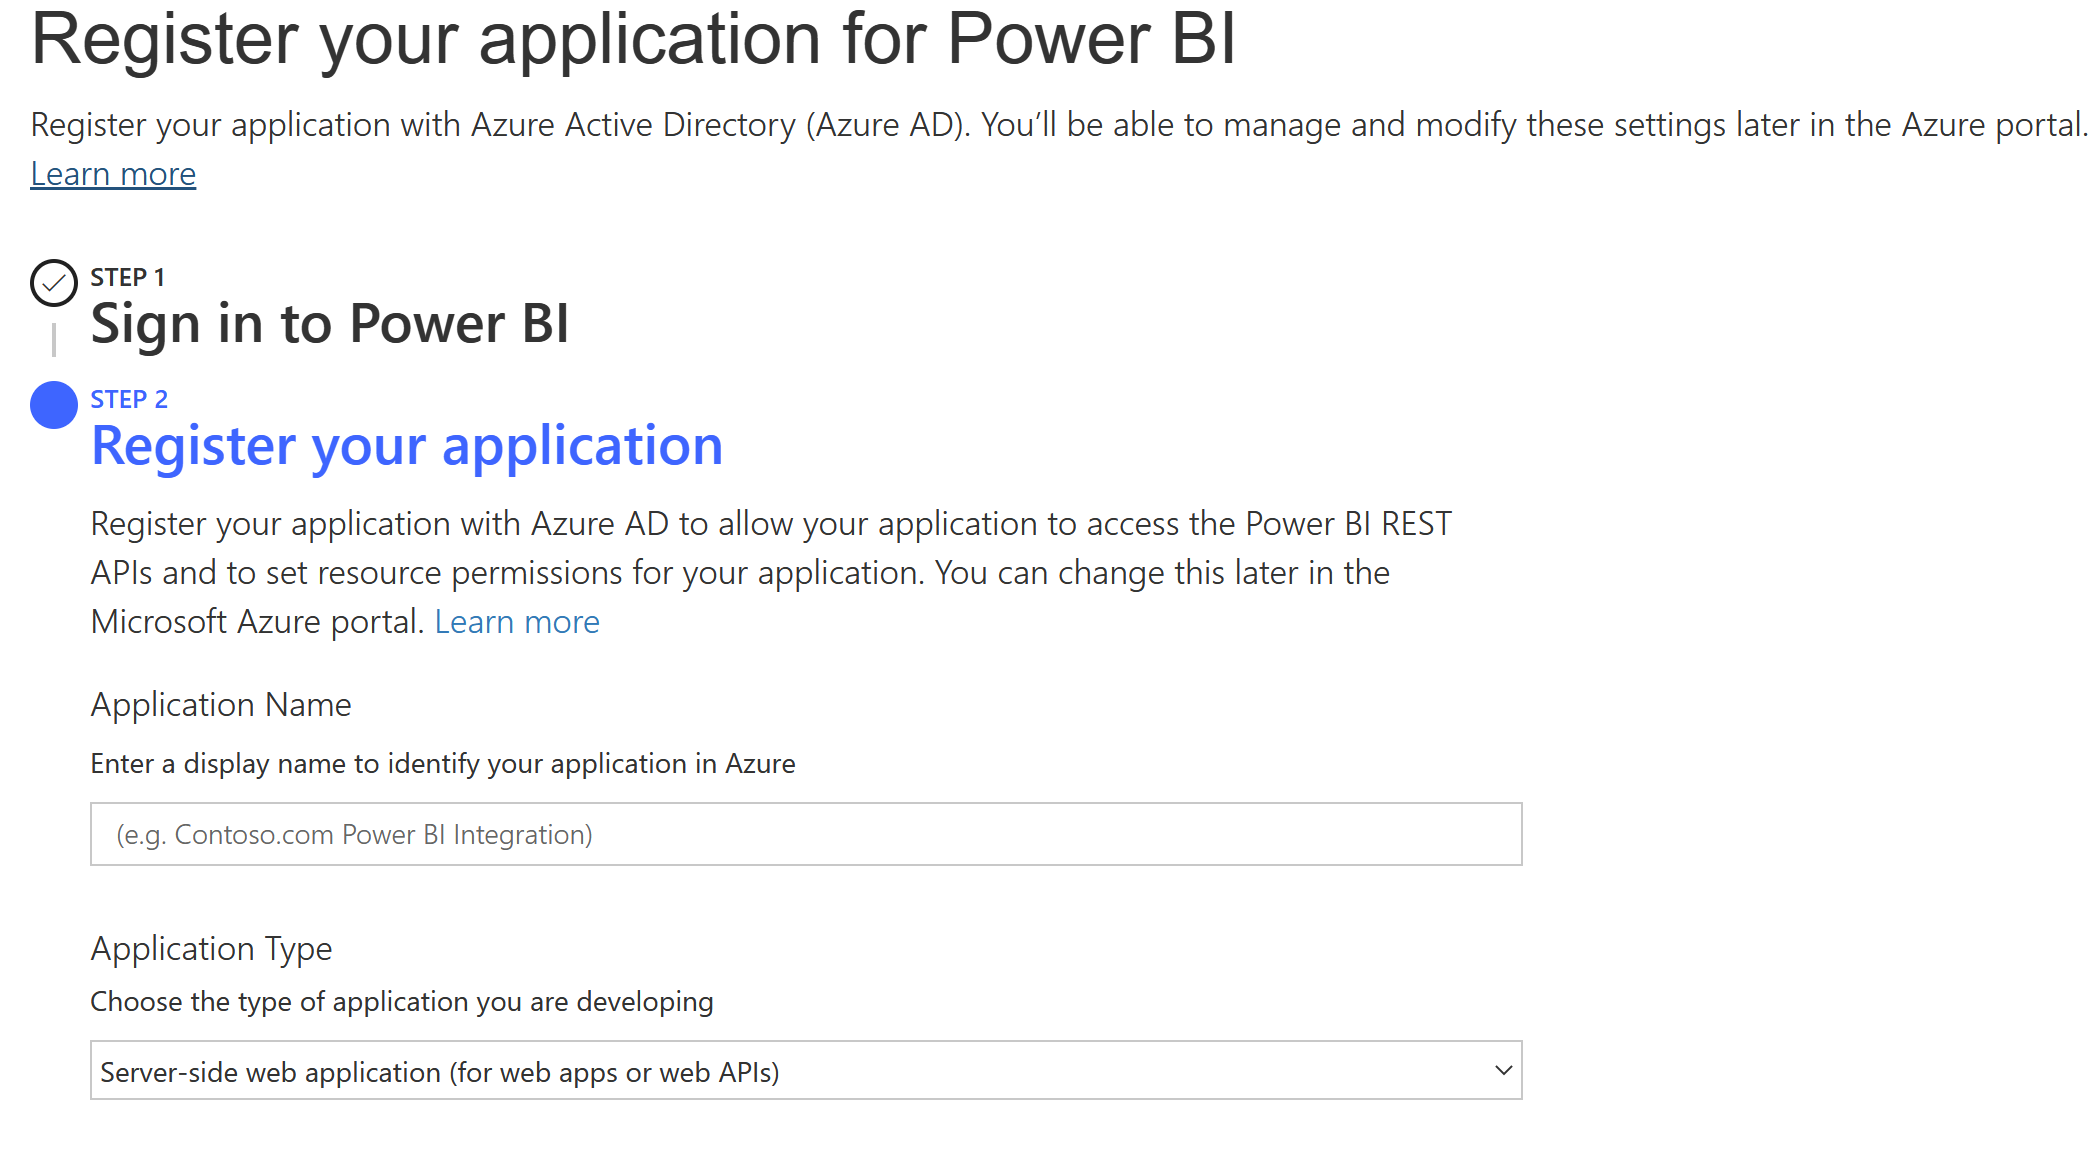 Register your application for Power BI
Register your application with Azure Active Directory (Azure AD). You’ll be able to manage and modify these settings later in the Azure portal.
Learn more
STEP 1
Sign in to Power BI
STEP 2
Register your application
Register your application with Azure AD to allow your application to access the Power BI REST
APIs and to set resource permissions for your application. You can change this later in the
Microsoft Azure portal. Learn more
Application Name
Enter a display name to identify your application in Azure
(e.g. Contoso.com Power BI Integration)
Application Type
Choose the type of application you are developing
Server-side web application (for web apps or web APIs)